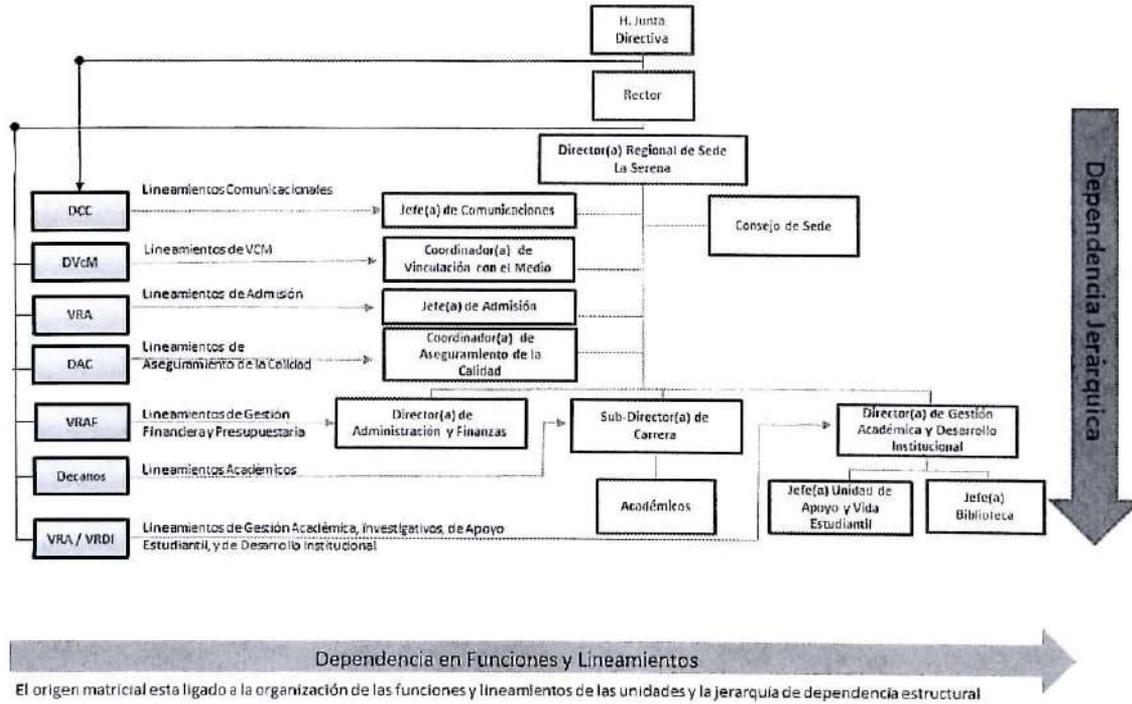 H. Junta
Directiva
Rector
Director(a) Regional de Sede
La Serena
DCC
Lineamientos Comunicacionales
Jefe(a) de Comunicaciones
Consejo de Sede
DVcM
Lineamientos de VCM
Coordinador(a) de
Vinculación con el Medio
VRA
Lineamientos de Admisión
Jefe(a) de Admisión
DAC
Lineamientos de
Aseguramiento de la Calidad
Coordinador(a) de
Aseguramiento de la
Calidad
VRAF
Lineamientos de Gestión
Financiera y Presupuestaria
Director(a) de
Administración y Finanzas
Sub-Director(a) de
Carrera
Director(a) de Gestión
Académica y Desarrollo
Institucional
Decanos
Lineamientos Académicos
Académicos
Jefe(a) Unidad de
Apoyo y Vida
Estudiantil
Jefe(a)
Biblioteca
VRA / VRDI
Lineamientos de Gestión Académica, investigativos, de Apoyo
Estudiantil, y de Desarrollo Institucional
Dependencia Jerárquica
Dependencia en Funciones y Lineamientos
El origen matricial esta ligado a la organización de las funciones y lineamientos de las unidades y la jerarquía de dependencia estructural